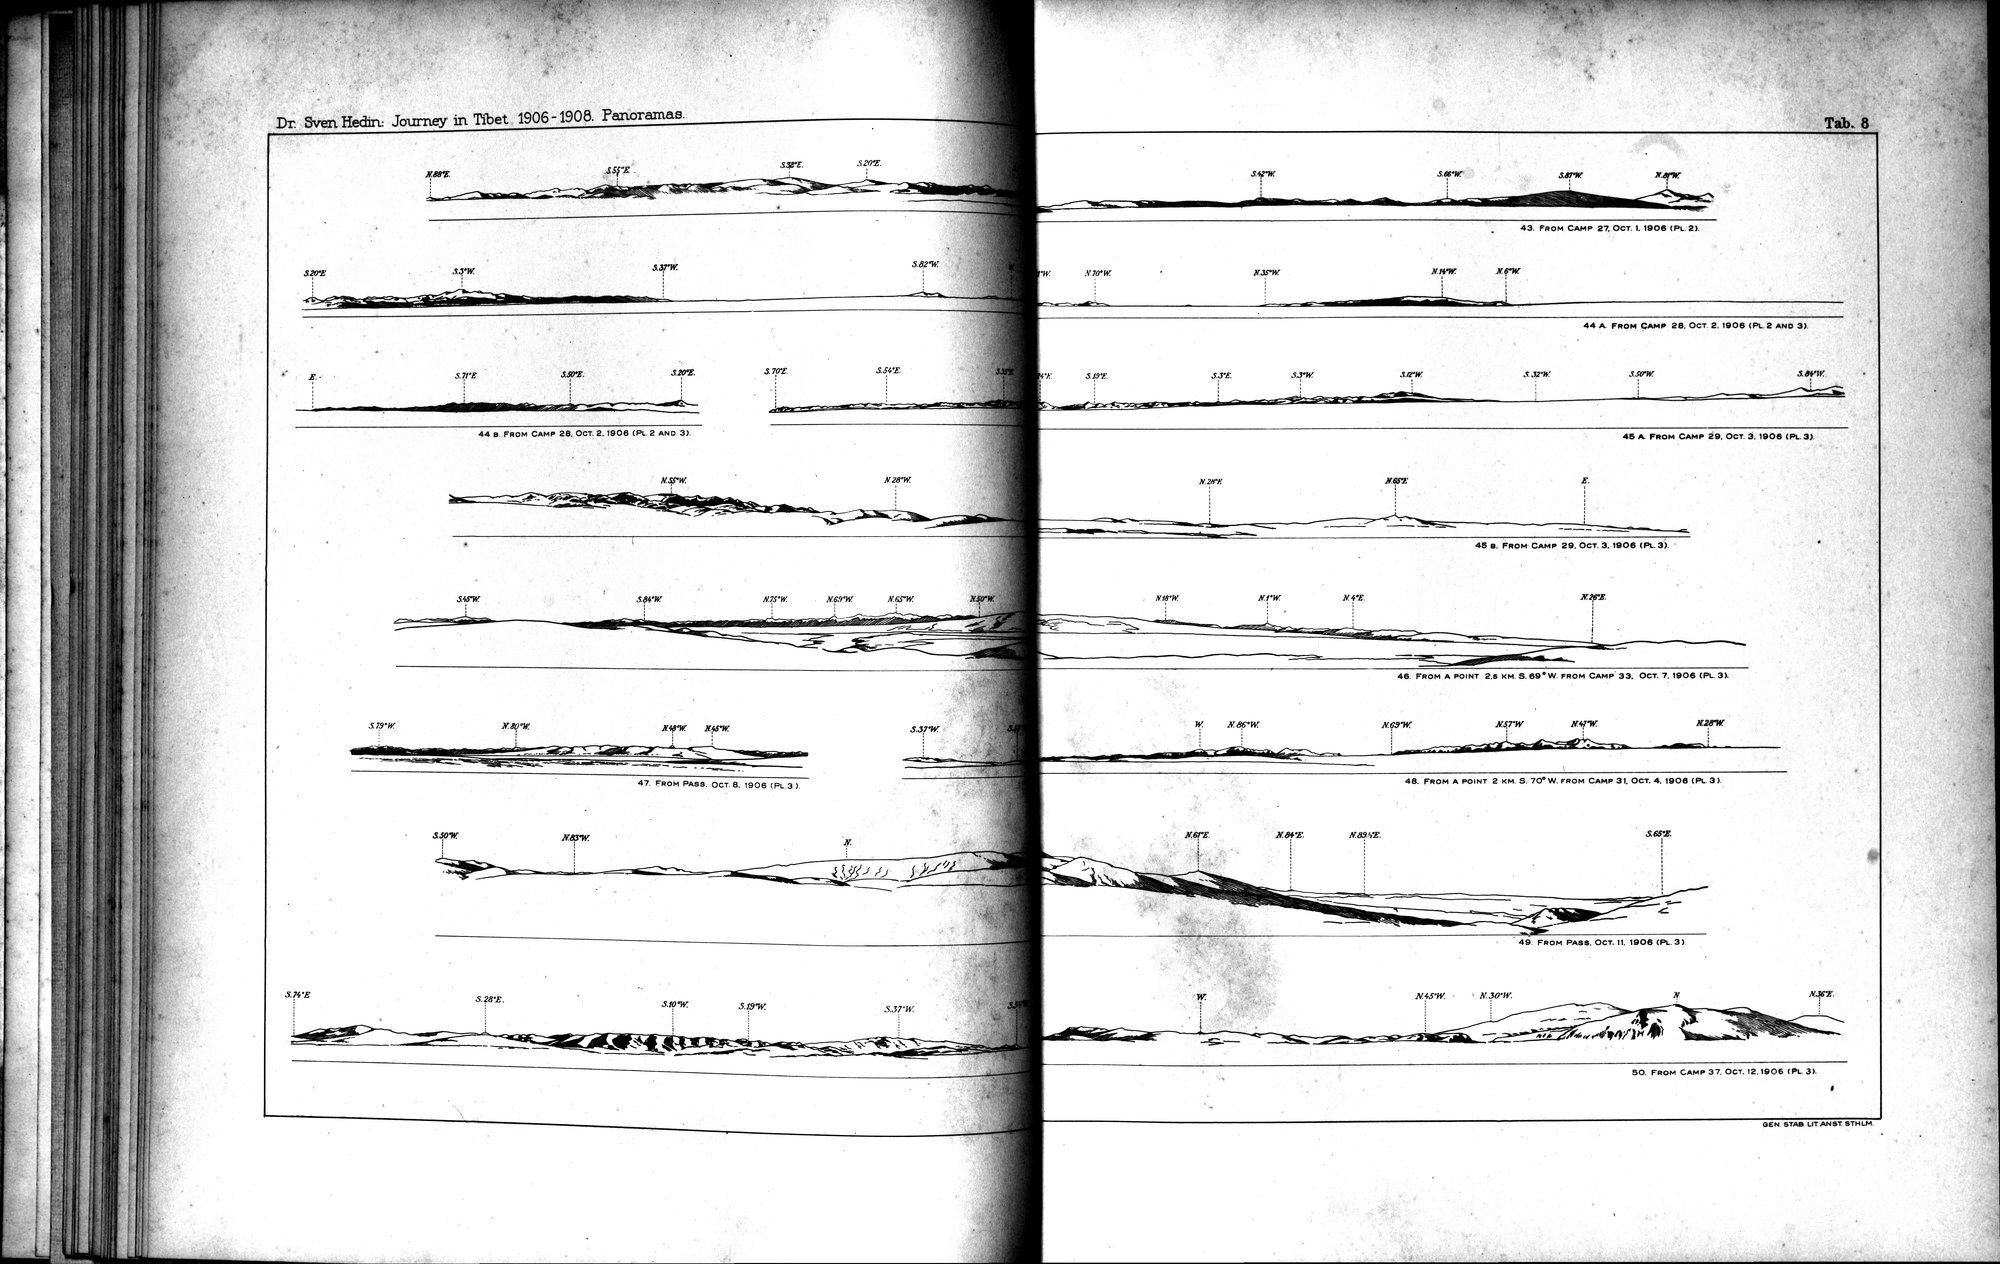 Dr. Sven Hedin: Journey in Tibet 1906-1908. Panoramas.
Tab. 8
N.88°E. S.55°E. S.38°E. S.20°E. S.42°W. S.66°W. S.87°W. N.81°W.
43. From Camp 27, Oct. 1, 1906 (Pl. 2).
S.20°E S.3°W. S.37°W. S.82°W. N.70°W. N.35°W. N.14°W. N.6°W.
44 A. From Camp 28, Oct. 2, 1906 (Pl. 2 and 3).
E. S.71°E. S.50°E. S.20°E.
44 B. From Camp 28, Oct. 2, 1906 (Pl. 2 and 3).
S.70°E. S.54°E. S.35°E. S.19°E. S.3°E. S.3°W. S.12°W. S.32°W. S.50°W. S.84°W.
45 A. From Camp 29, Oct. 3, 1906 (Pl. 3).
N.55°W. N.28°W. N.28°E. N.65°E. E.
45 B. From Camp 29, Oct. 3, 1906 (Pl. 3).
S.45°W. S.84°W. N.75°W. N.69°W. N.65°W. N.50°W. N.18°W. N.1°W. N.4°E. N.26°E.
46. From a point 2,5 km. S. 69° W. from Camp 33, Oct. 7, 1906 (Pl. 3).
S.79°W. N.80°W. N.48°W. N.45°W.
47. From Pass, Oct. 8, 1906 (Pl. 3).
S.37°W. W. N.86°W. N.69°W. N.57°W N.47°W. N.28°W.
48. From a point 2 km. S. 70° W. from Camp 31, Oct. 4, 1906 (Pl. 3).
S.50°W. N.83°W. N. N.61°E. N.84°E. N.89½°E. S.65°E.
49. From Pass, Oct. 11, 1906 (Pl. 3)
S.74°E S.28°E. S.10°W. S.19°W. S.37°W. W. N.45°W. N.30°W. N N.36°E.
50. From Camp 37, Oct. 12, 1906 (Pl. 3).
GEN. STAB. LIT. ANST. STHLM.